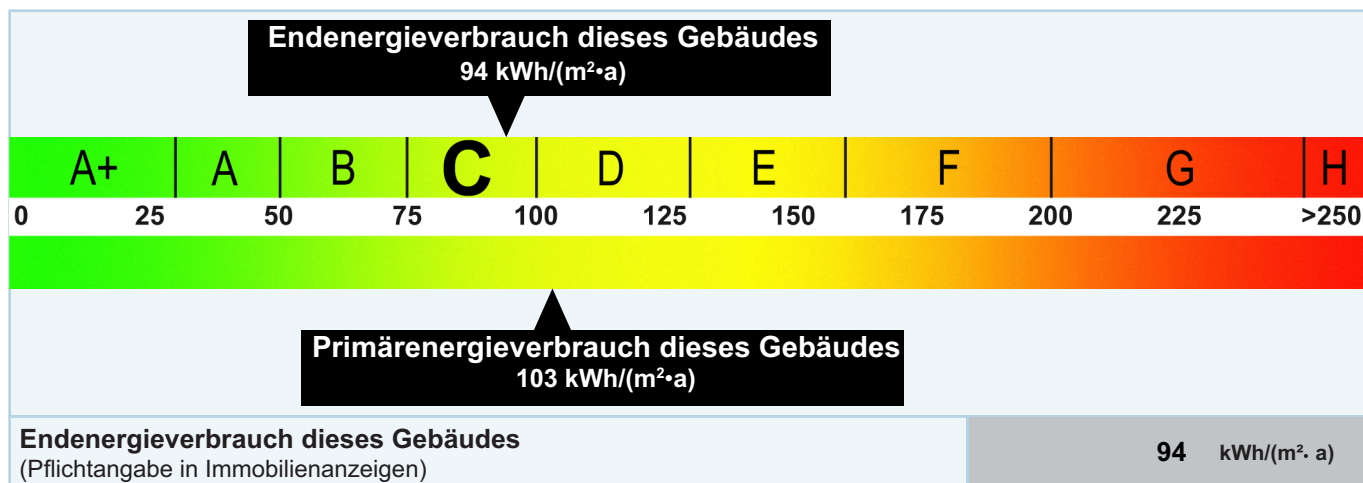 Endenergieverbrauch dieses Gebäudes
94 kWh/(m²•a)
A+ A B C D E F G H
0 25 50 75 100 125 150 175 200 225 >250
Primärenergieverbrauch dieses Gebäudes
103 kWh/(m²•a)
Endenergieverbrauch dieses Gebäudes
(Pflichtangabe in Immobilienanzeigen)
94 kWh/(m²· a)